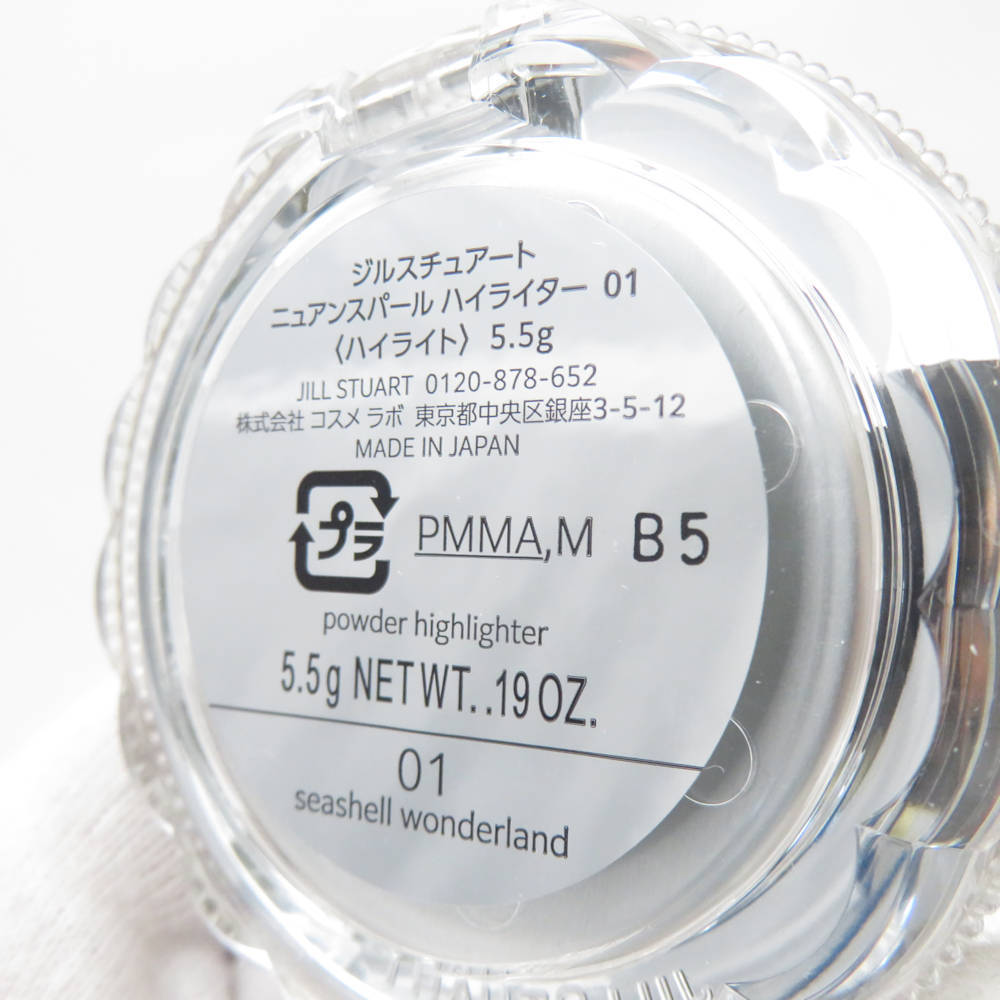 ジルスチュアート
ニュアンスパール ハイライター 01
〈ハイライト〉 5.5g
JILL STUART 0120-878-652
株式会社 コスメ ラボ 東京都中央区銀座3-5-12
MADE IN JAPAN
プラ PMMA,M B5
powder highlighter
5.5g NET WT. .19 OZ.
01
seashell wonderland